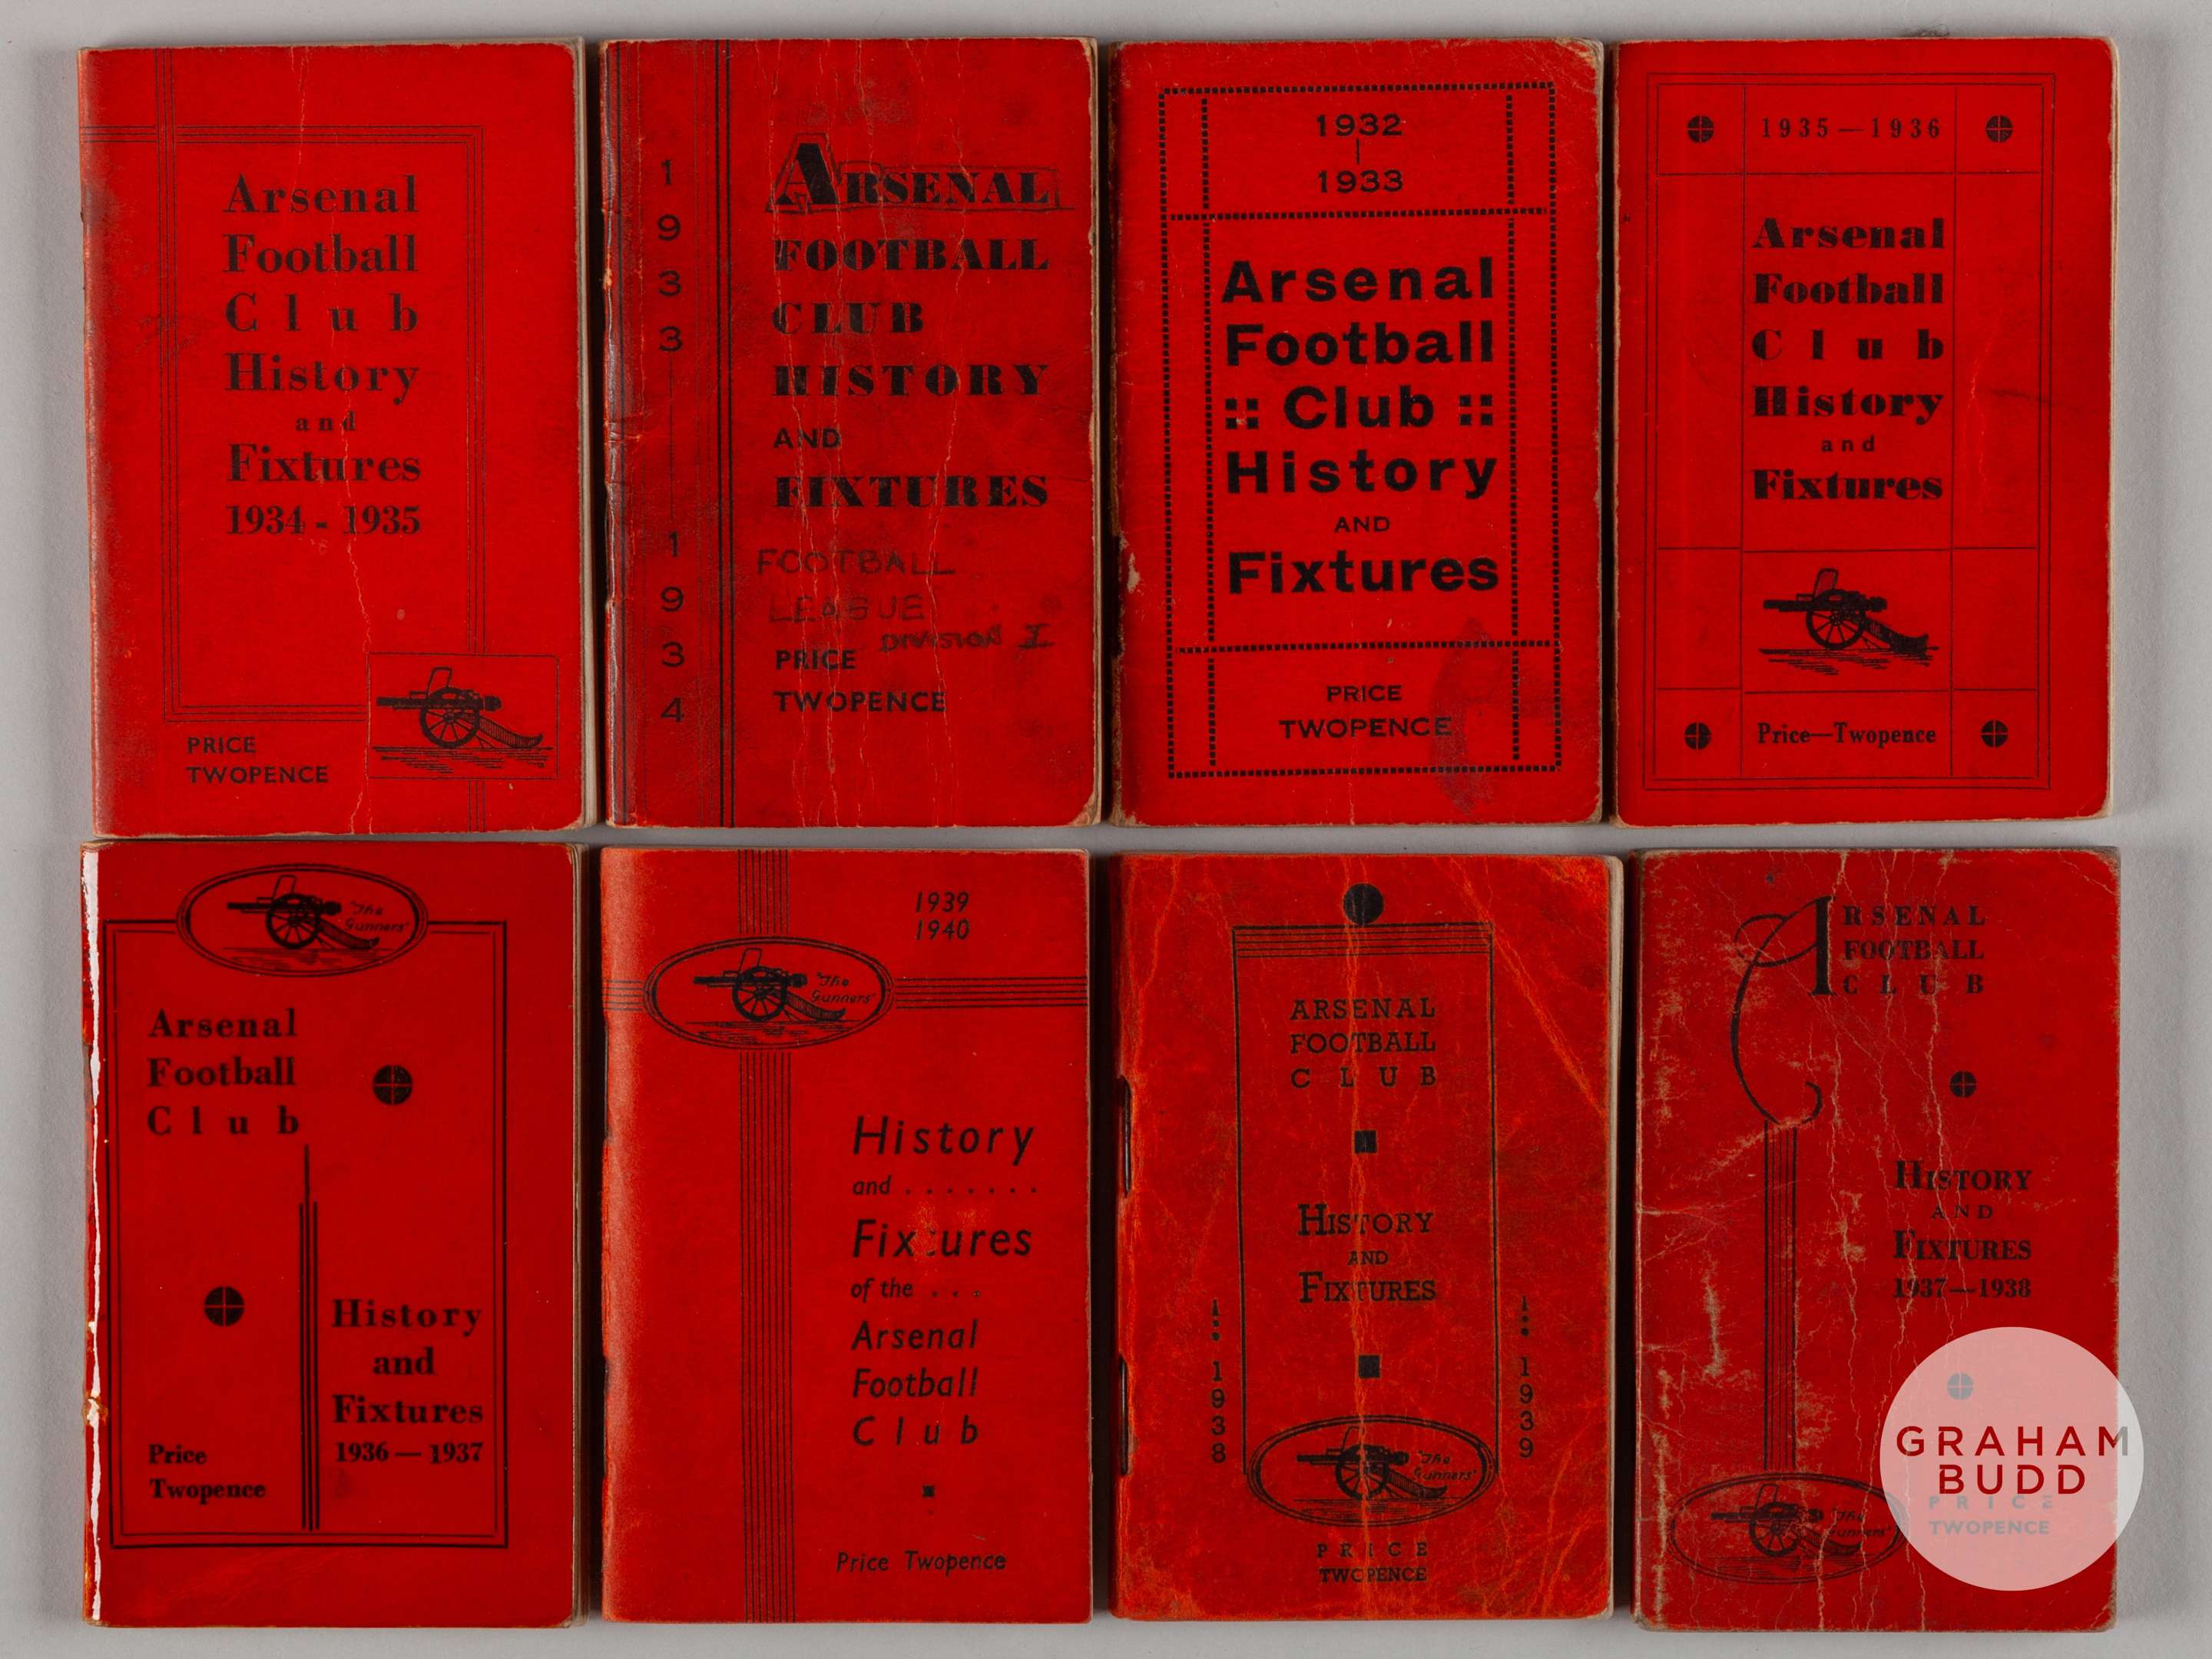 Arsenal
Football
Club
History
and
Fixtures
1934 - 1935
PRICE
TWOPENCE
1933—1934
ARSENAL
FOOTBALL
CLUB
HISTORY
AND
FIXTURES
FOOTBALL
LEAGUE
DIVISION I
PRICE
TWOPENCE
1932
|
1933
Arsenal
Football
:: Club ::
History
AND
Fixtures
PRICE
TWOPENCE
1935—1936
Arsenal
Football
Club
History
and
Fixtures
Price—Twopence
"The
Gunners"
Arsenal
Football
Club
History
and
Fixtures
1936 — 1937
Price
Twopence
1939
1940
"The
Gunners"
History
and . . . . . . .
Fixtures
of the . . .
Arsenal
Football
Club
Price Twopence
ARSENAL
FOOTBALL
CLUB
HISTORY
AND
FIXTURES
1938
1939
"The
Gunners"
PRICE
TWOPENCE
ARSENAL
FOOTBALL
CLUB
HISTORY
AND
FIXTURES
1937—1938
"The
Gunners"
PRICE
TWOPENCE
GRAHAM
BUDD